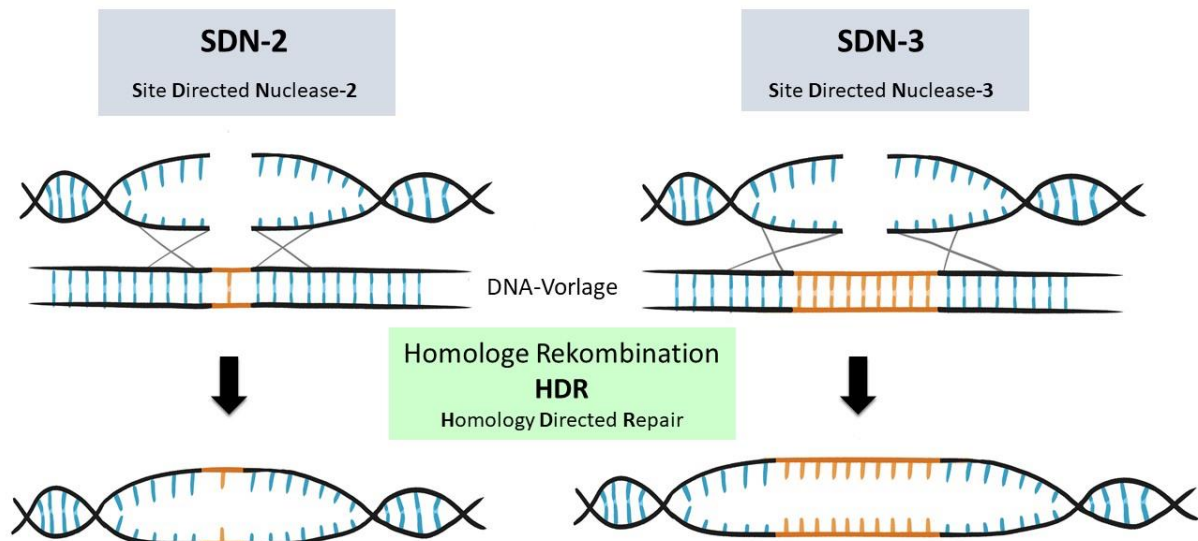 SDN-2
Site Directed Nuclease-2
SDN-3
Site Directed Nuclease-3
DNA-Vorlage
Homologe Rekombination
HDR
Homology Directed Repair